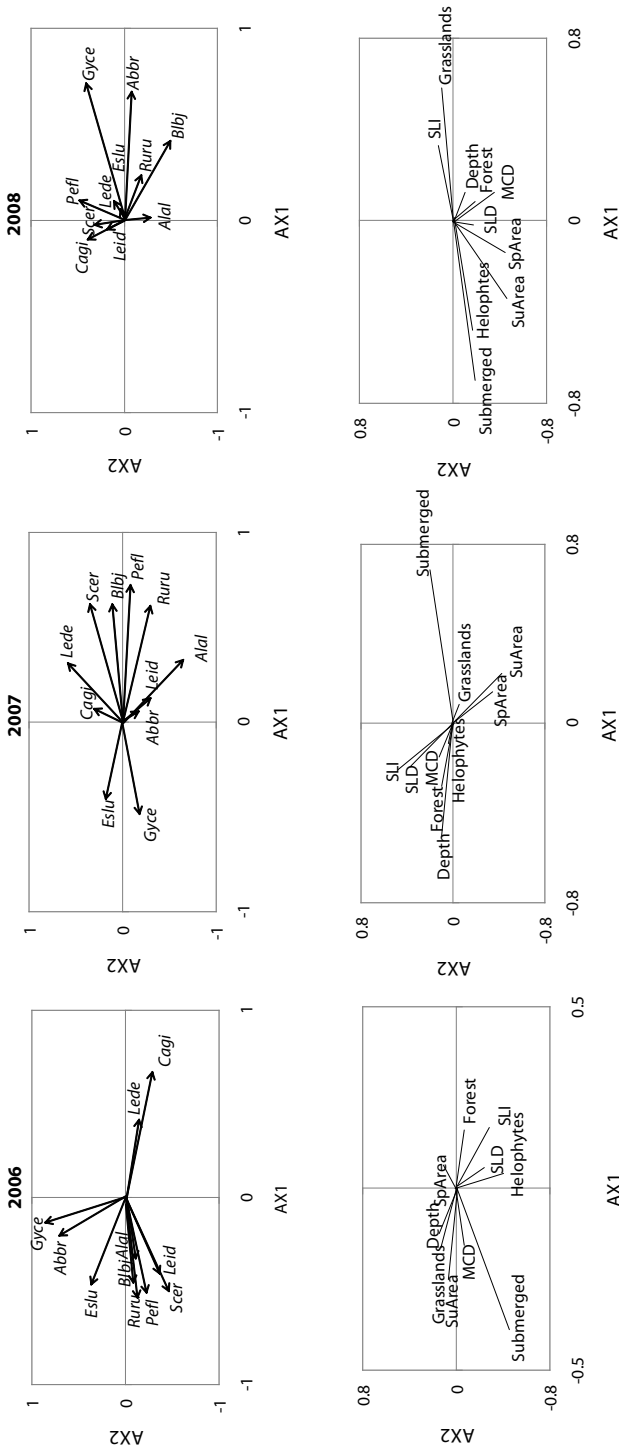 2006
1
0
-1
AX2
-1
0
1
AX1
Gyce
Abbr
Eslu
Blbj
Alal
Ruru
Pefl
Leid
Scer
Lede
Cagi
2007
1
0
-1
AX2
-1
0
1
AX1
Lede
Cagi
Scer
Blbj
Pefl
Ruru
Alal
Leid
Abbr
Eslu
Gyce
2008
1
0
-1
AX2
-1
0
1
AX1
Gyce
Pefl
Lede
Scer
Cagi
Leid
Eslu
Abbr
Ruru
Blbj
Alal
0.8
0
-0.8
AX2
-0.5
0
0.5
AX1
SpArea
Depth
Grasslands
SuArea
MCD
Submerged
Forest
SLI
SLD
Helophytes
0.8
0
-0.8
AX2
-0.8
0
0.8
AX1
SLI
SLD
MCD
Forest
Depth
Helophytes
Submerged
Grasslands
SpArea
SuArea
0.8
0
-0.8
AX2
-0.8
0
0.8
AX1
Grasslands
SLI
Depth
Forest
MCD
SLD
SpArea
SuArea
Helophtes
Submerged